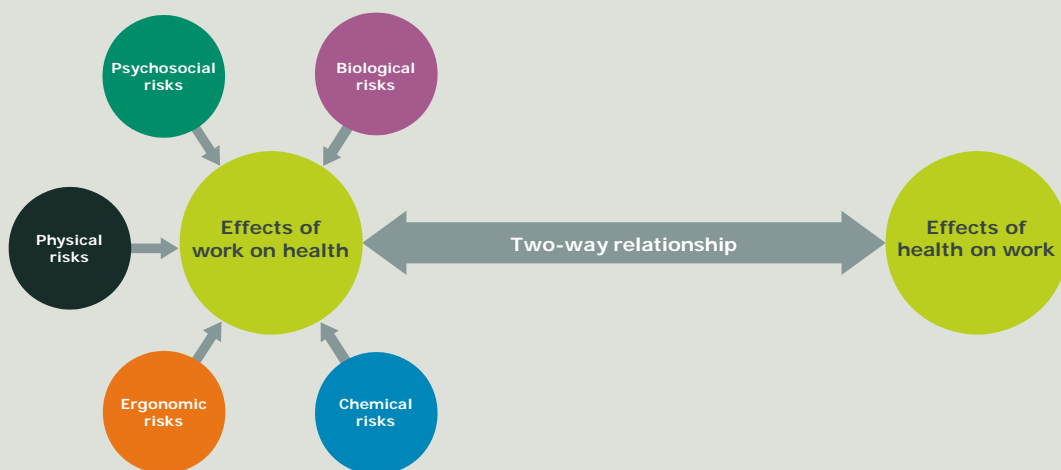 Psychosocial
risks
Biological
risks
Physical
risks
Effects of
work on health
Two-way relationship
Effects of
health on work
Ergonomic
risks
Chemical
risks